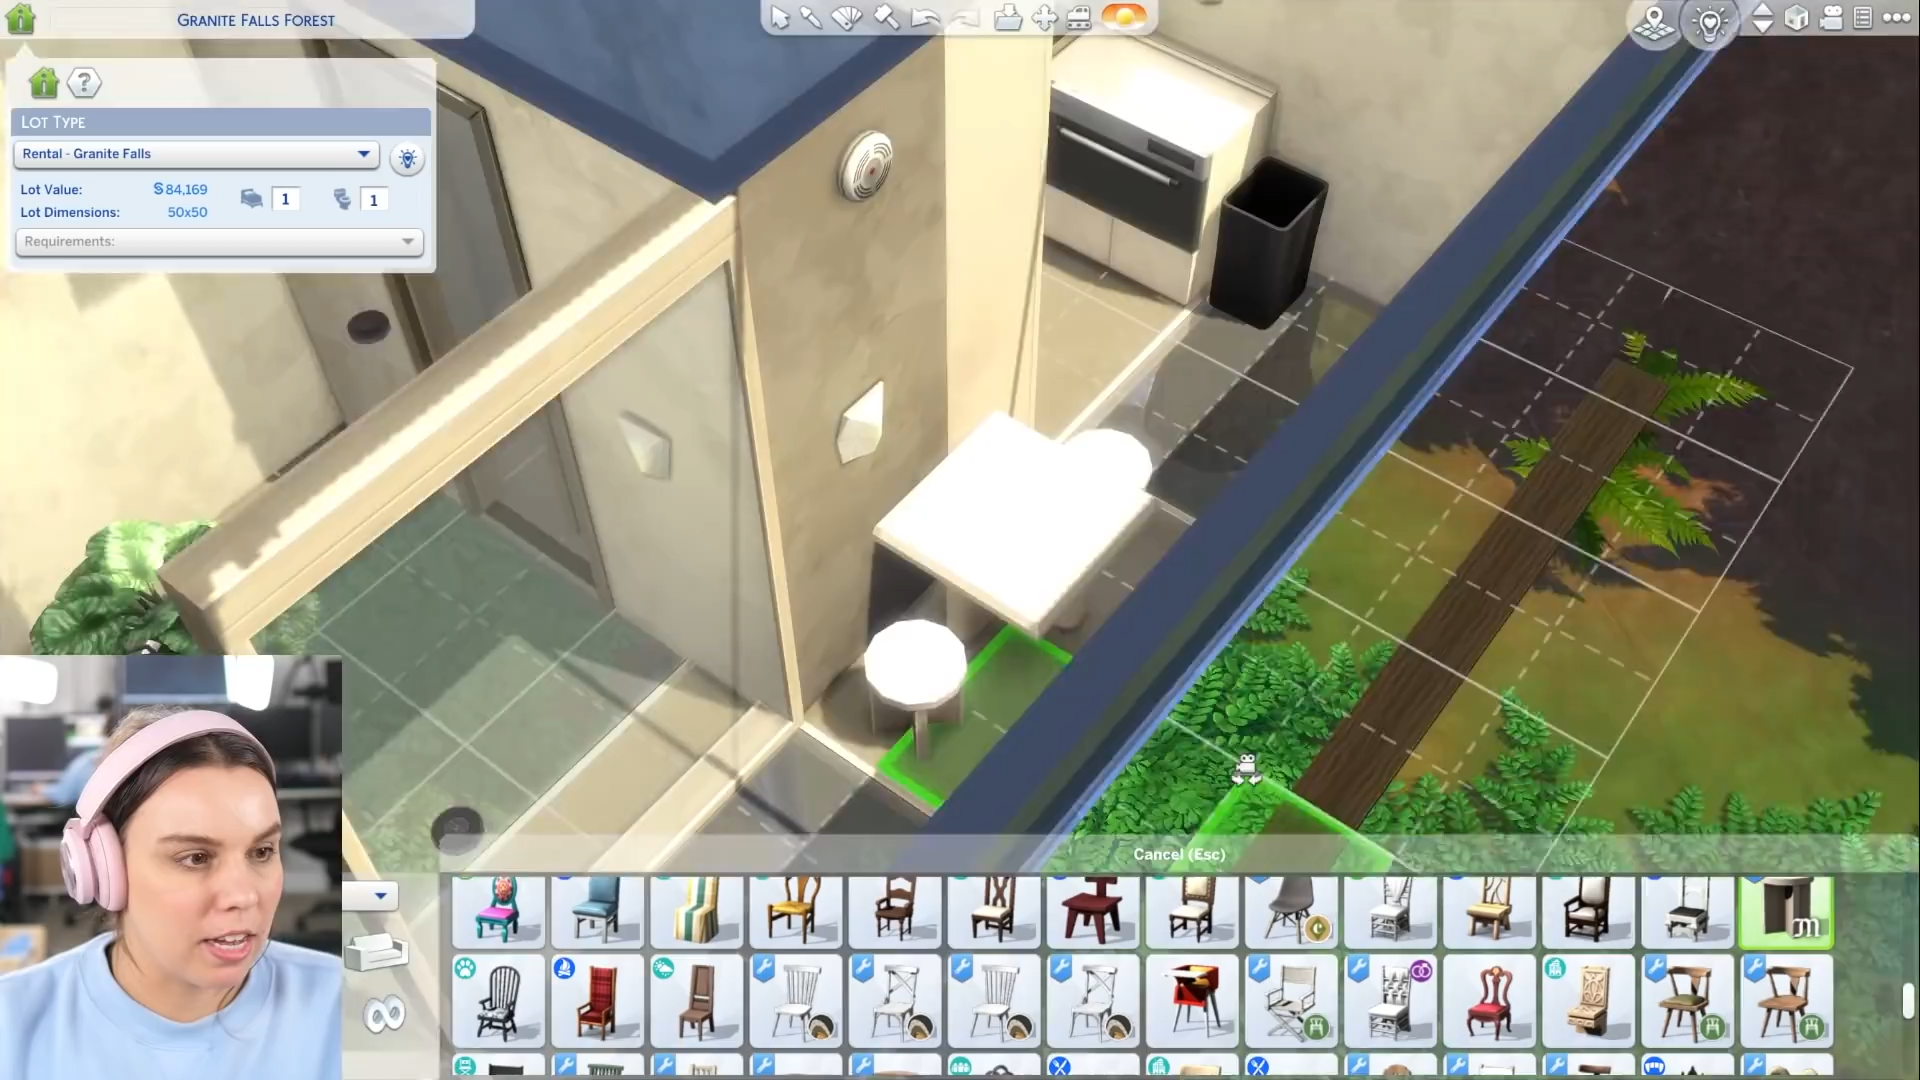 Granite Falls Forest
?
Lot Type
Rental - Granite Falls
Lot Value: §84,169
1
1
Lot Dimensions: 50x50
Requirements:
Cancel (Esc)
m